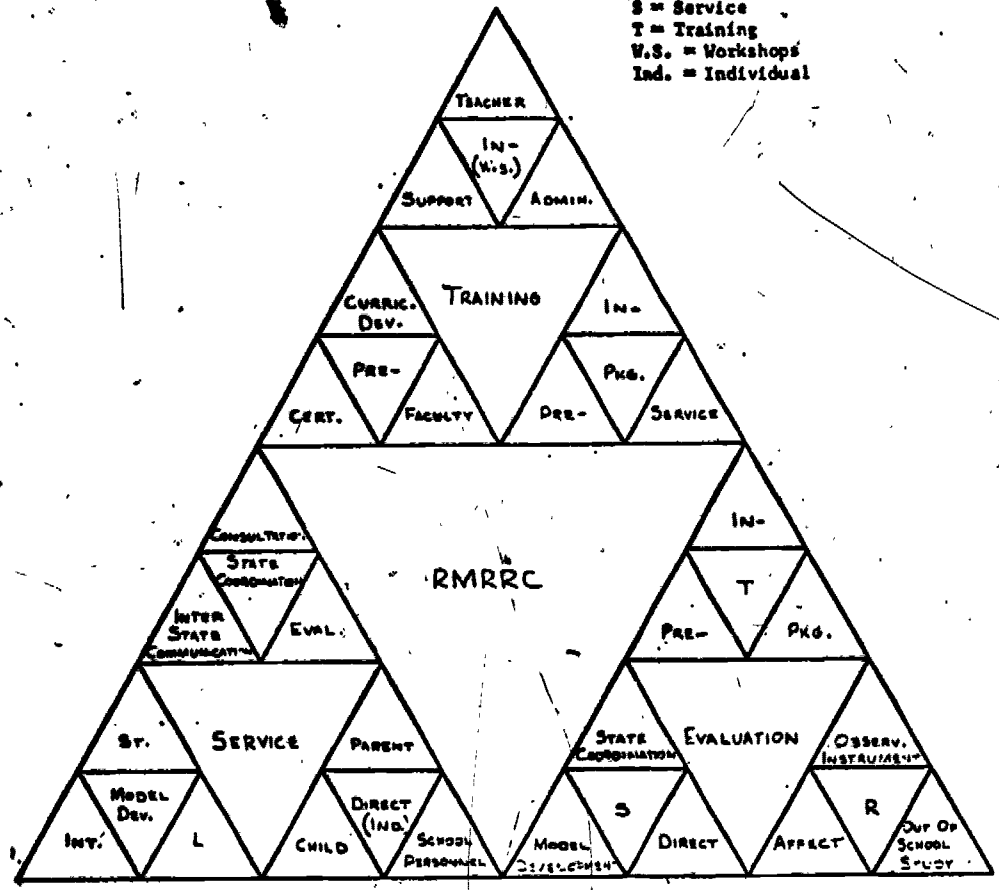 S = Service
T = Training
W.S. = Workshops
Ind. = Individual
TEACHER
IN-
(W.S.)
SUPPORT
ADMIN.
CURRIC.
DEV.
TRAINING
IN-
PRE-
PKG.
CERT.
FACULTY
PRE-
SERVICE
CONSULTATION
IN-
STATE
COORDINATION
RMRRC
T
INTER
STATE
COMMUNICATION
EVAL.
PRE-
PKG.
ST.
SERVICE
PARENT
STATE
COORDINATION
EVALUATION
OBSERV.
INSTRUMENT
MODEL
DEV.
DIRECT
(IND.)
S
R
INT.
L
CHILD
SCHOOL
PERSONNEL
MODEL
DEVELOPMENT
DIRECT
AFFECT
OUT OF
SCHOOL
STUDY